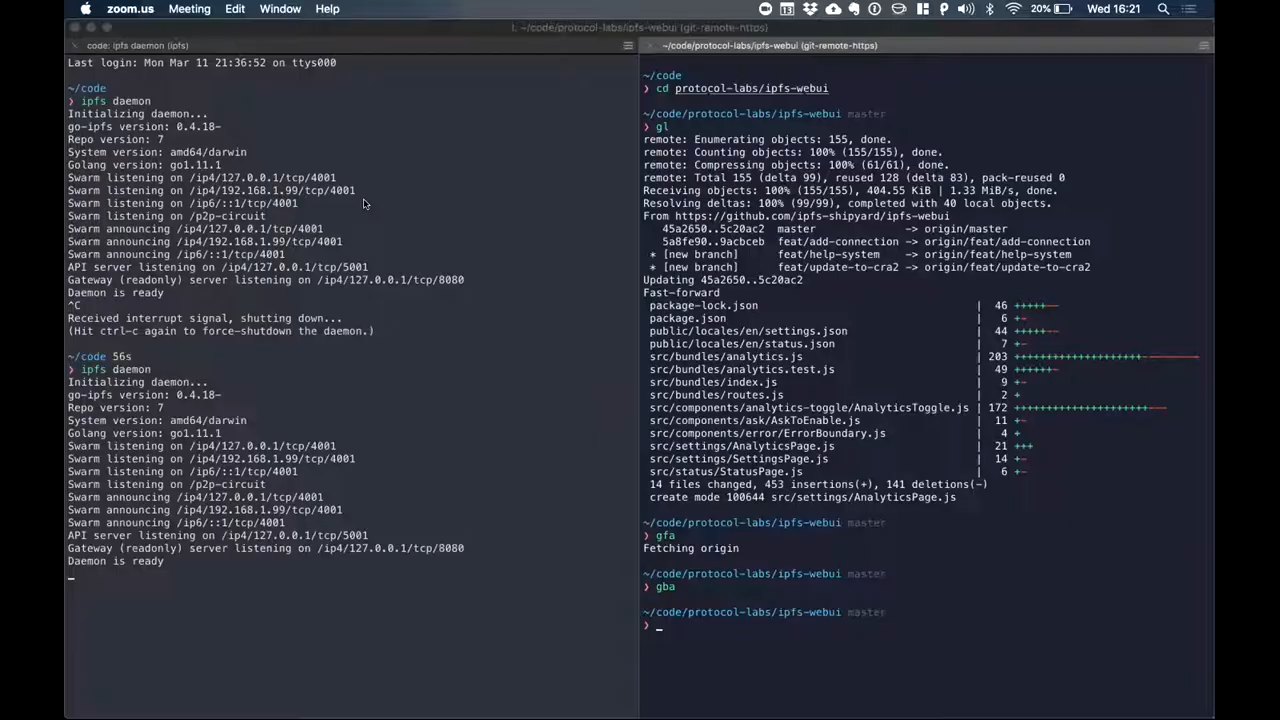 zoom.us Meeting Edit Window Help
13 20% Wed 16:21
1. ~/code/protocol-labs/ipfs-webui (git-remote-https)
code: ipfs daemon (ipfs)
Last login: Mon Mar 11 21:36:52 on ttys000
~/code
❯ ipfs daemon
Initializing daemon...
go-ipfs version: 0.4.18-
Repo version: 7
System version: amd64/darwin
Golang version: go1.11.1
Swarm listening on /ip4/127.0.0.1/tcp/4001
Swarm listening on /ip4/192.168.1.99/tcp/4001
Swarm listening on /ip6/::1/tcp/4001
Swarm listening on /p2p-circuit
Swarm announcing /ip4/127.0.0.1/tcp/4001
Swarm announcing /ip4/192.168.1.99/tcp/4001
Swarm announcing /ip6/::1/tcp/4001
API server listening on /ip4/127.0.0.1/tcp/5001
Gateway (readonly) server listening on /ip4/127.0.0.1/tcp/8080
Daemon is ready
^C
Received interrupt signal, shutting down...
(Hit ctrl-c again to force-shutdown the daemon.)
~/code 56s
❯ ipfs daemon
Initializing daemon...
go-ipfs version: 0.4.18-
Repo version: 7
System version: amd64/darwin
Golang version: go1.11.1
Swarm listening on /ip4/127.0.0.1/tcp/4001
Swarm listening on /ip4/192.168.1.99/tcp/4001
Swarm listening on /ip6/::1/tcp/4001
Swarm listening on /p2p-circuit
Swarm announcing /ip4/127.0.0.1/tcp/4001
Swarm announcing /ip4/192.168.1.99/tcp/4001
Swarm announcing /ip6/::1/tcp/4001
API server listening on /ip4/127.0.0.1/tcp/5001
Gateway (readonly) server listening on /ip4/127.0.0.1/tcp/8080
Daemon is ready
~/code/protocol-labs/ipfs-webui (git-remote-https)
~/code
❯ cd protocol-labs/ipfs-webui
~/code/protocol-labs/ipfs-webui master
❯ gl
remote: Enumerating objects: 155, done.
remote: Counting objects: 100% (155/155), done.
remote: Compressing objects: 100% (61/61), done.
remote: Total 155 (delta 99), reused 128 (delta 83), pack-reused 0
Receiving objects: 100% (155/155), 404.55 KiB | 1.33 MiB/s, done.
Resolving deltas: 100% (99/99), completed with 40 local objects.
From https://github.com/ipfs-shipyard/ipfs-webui
45a2650..5c20ac2 master -> origin/master
5a8fe90..9acbceb feat/add-connection -> origin/feat/add-connection
* [new branch] feat/help-system -> origin/feat/help-system
* [new branch] feat/update-to-cra2 -> origin/feat/update-to-cra2
Updating 45a2650..5c20ac2
Fast-forward
package-lock.json | 46 +++++--
package.json | 6 +-
public/locales/en/settings.json | 44 +++++--
public/locales/en/status.json | 7 +-
src/bundles/analytics.js | 203 +++++++++++++++++++++++----------
src/bundles/analytics.test.js | 49 ++++++--
src/bundles/index.js | 9 +-
src/bundles/routes.js | 2 +
src/components/analytics-toggle/AnalyticsToggle.js | 172 +++++++++++++++++++++++++---
src/components/ask/AskToEnable.js | 11 +-
src/components/error/ErrorBoundary.js | 4 +
src/settings/AnalyticsPage.js | 21 +++
src/settings/SettingsPage.js | 14 +-
src/status/StatusPage.js | 6 +-
14 files changed, 453 insertions(+), 141 deletions(-)
create mode 100644 src/settings/AnalyticsPage.js
~/code/protocol-labs/ipfs-webui master
❯ gfa
Fetching origin
~/code/protocol-labs/ipfs-webui master
❯ gba
~/code/protocol-labs/ipfs-webui master
❯ _